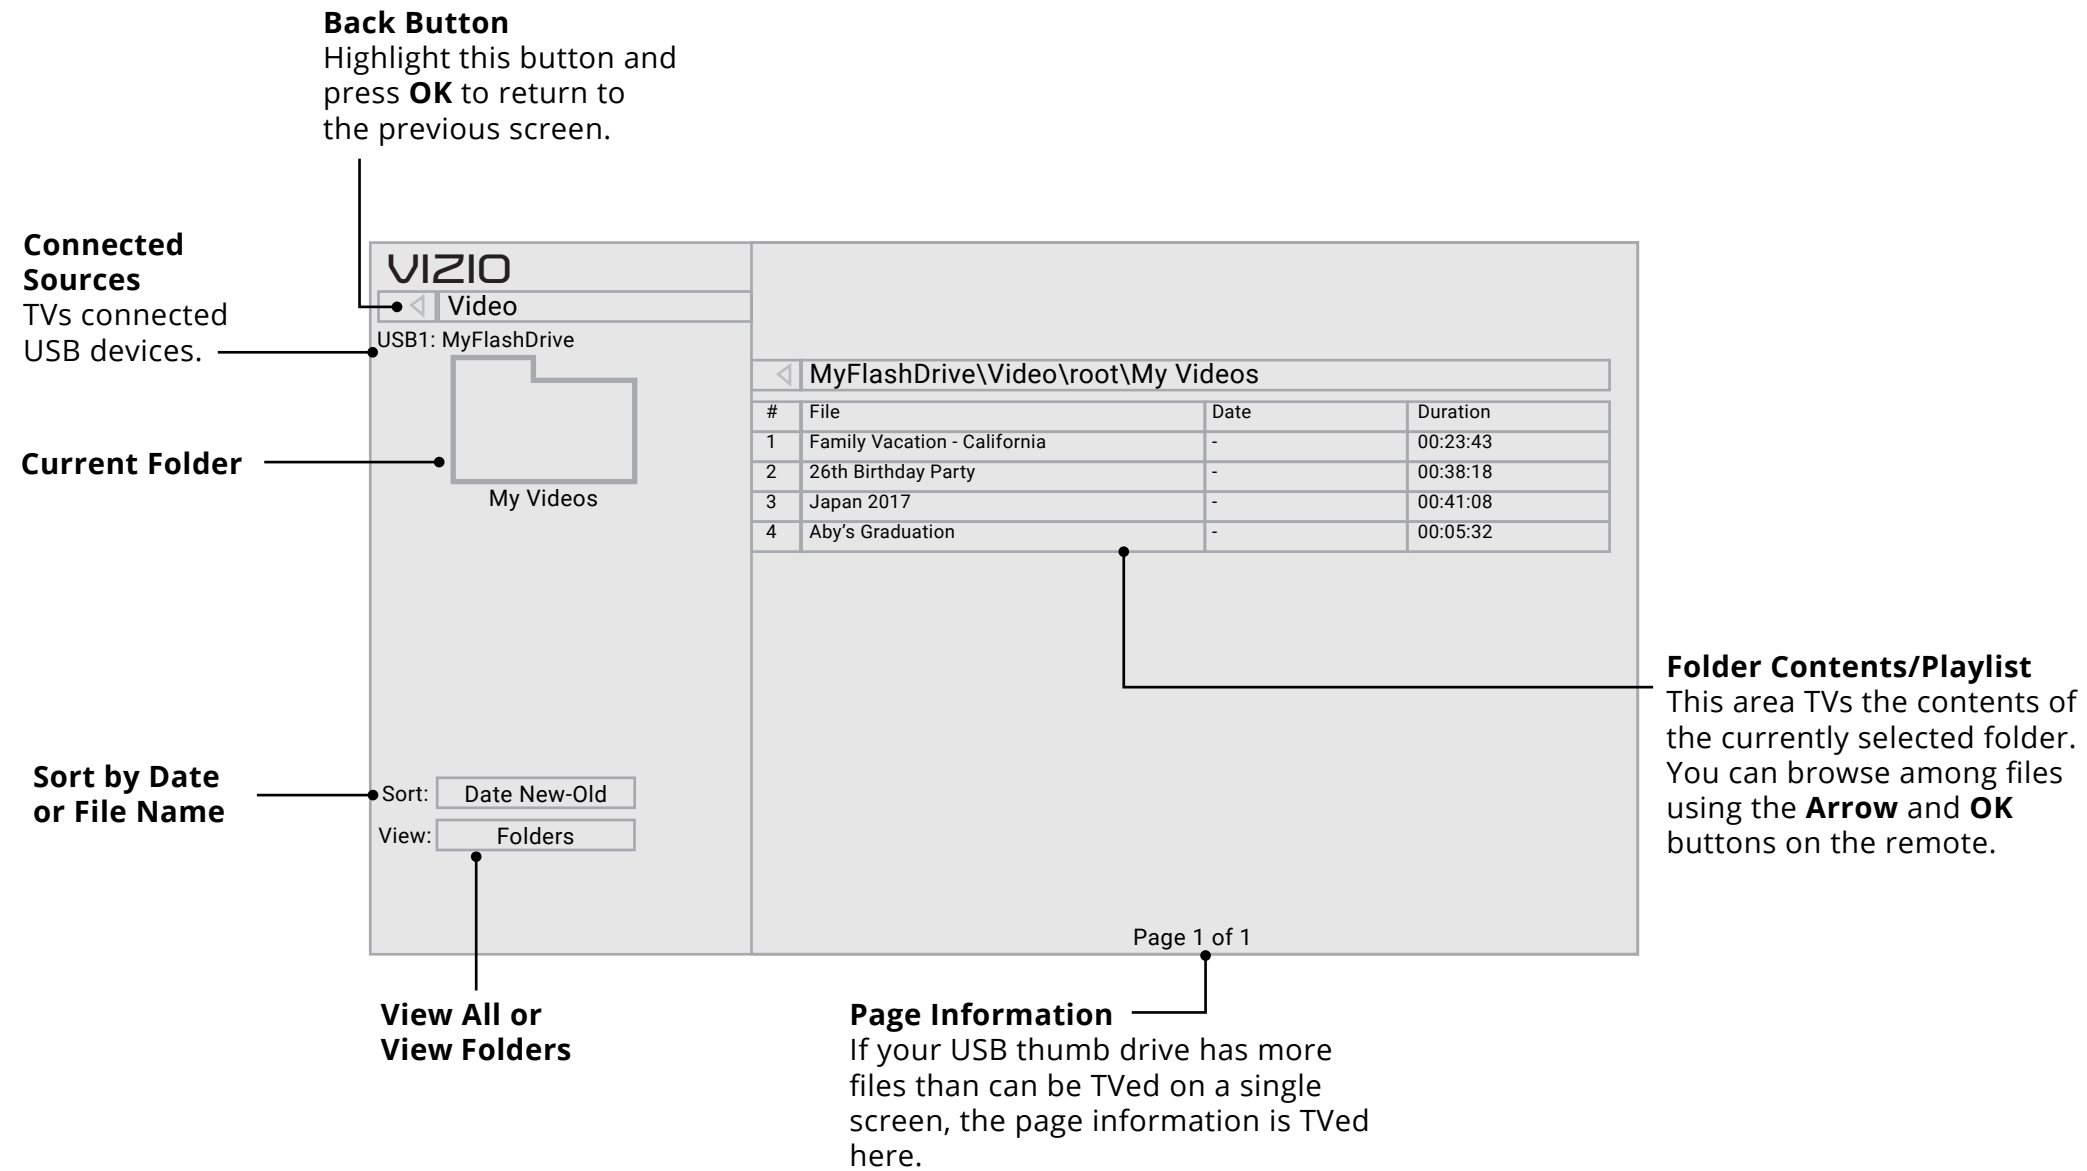 Back Button
Highlight this button and
press OK to return to
the previous screen.
Connected
Sources
TVs connected
USB devices.
Current Folder
Sort by Date
or File Name
VIZIO
Video
USB1: MyFlashDrive
My Videos
Sort: Date New-Old
View: Folders
MyFlashDrive\Video\root\My Videos
# File Date Duration
1 Family Vacation - California - 00:23:43
2 26th Birthday Party - 00:38:18
3 Japan 2017 - 00:41:08
4 Aby’s Graduation - 00:05:32
Page 1 of 1
Folder Contents/Playlist
This area TVs the contents of
the currently selected folder.
You can browse among files
using the Arrow and OK
buttons on the remote.
View All or
View Folders
Page Information
If your USB thumb drive has more
files than can be TVed on a single
screen, the page information is TVed
here.